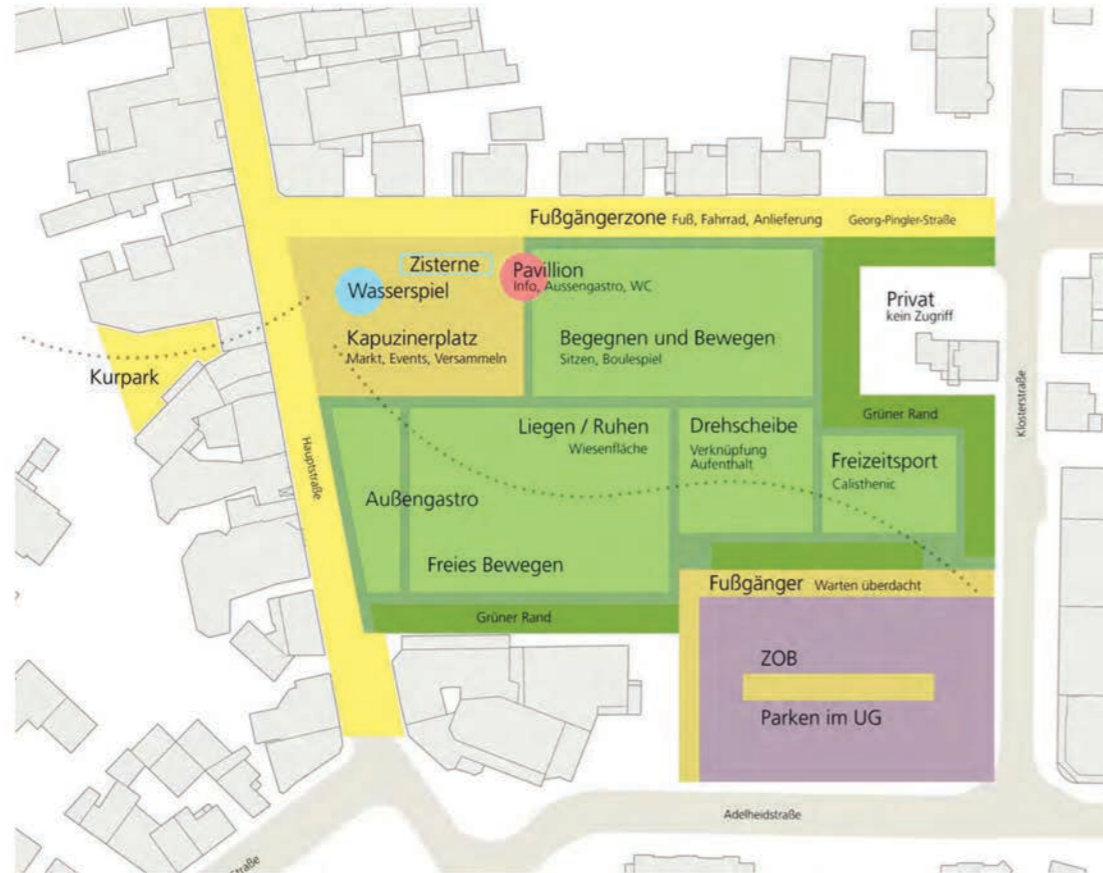 Fußgängerzone Fuß, Fahrrad, Anlieferung Georg-Pingler-Straße
Zisterne
Wasserspiel
Pavillion
Info, Aussengastro, WC
Privat
kein Zugriff
Kapuzinerplatz
Markt, Events, Versammeln
Begegnen und Bewegen
Sitzen, Boulespiel
Kurpark
Klosterstraße
Grüner Rand
Liegen / Ruhen
Wiesenfläche
Drehscheibe
Verknüpfung
Aufenthalt
Freizeitsport
Calisthenic
Hauptstraße
Außengastro
Freies Bewegen
Fußgänger Warten überdacht
Grüner Rand
ZOB
Parken im UG
Adelheidstraße
Straße